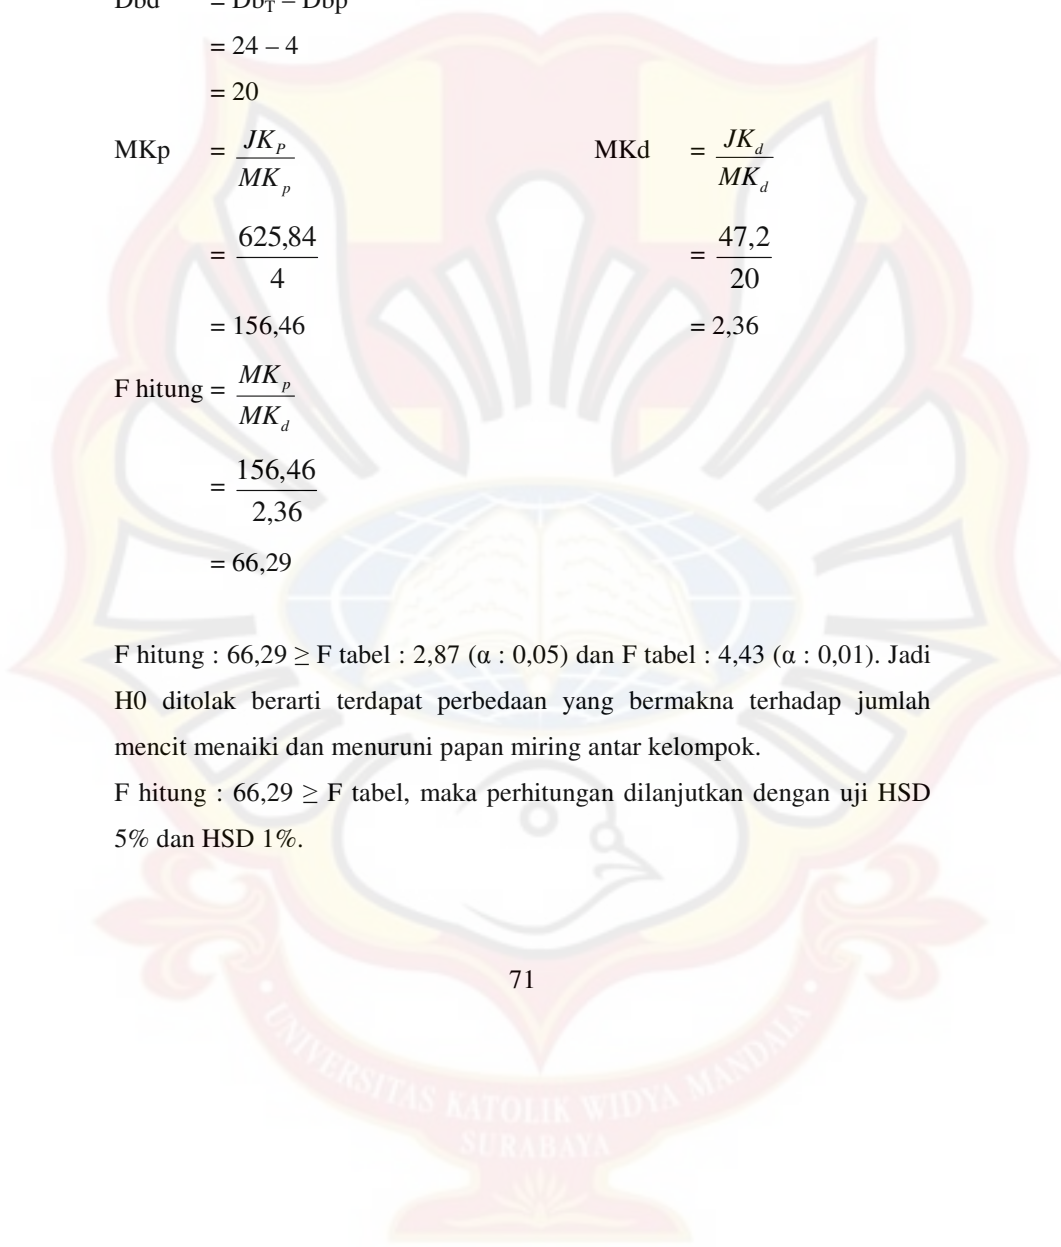 Dbd = DbT – Dbp
= 24 – 4
= 20
MKp = JK_P / MK_p MKd = JK_d / MK_d
= 625,84 / 4 = 47,2 / 20
= 156,46 = 2,36
F hitung = MK_p / MK_d
= 156,46 / 2,36
= 66,29
F hitung : 66,29 ≥ F tabel : 2,87 (α : 0,05) dan F tabel : 4,43 (α : 0,01). Jadi
H0 ditolak berarti terdapat perbedaan yang bermakna terhadap jumlah
mencit menaiki dan menuruni papan miring antar kelompok.
F hitung : 66,29 ≥ F tabel, maka perhitungan dilanjutkan dengan uji HSD
5% dan HSD 1%.
71
UNIVERSITAS KATOLIK WIDYA MANDALA
SURABAYA